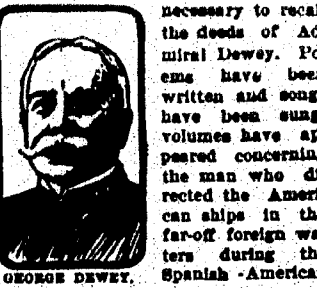 necessary to recal
the deeds of Ad
miral Dewey. Po
ems have been
written and song
have been sung
volumes have ap
peared concernin
the man who di
rected the Ameri
can ships in th
far-off foreign wa
ters during th
Spanish-America
GEORGE DEWEY.